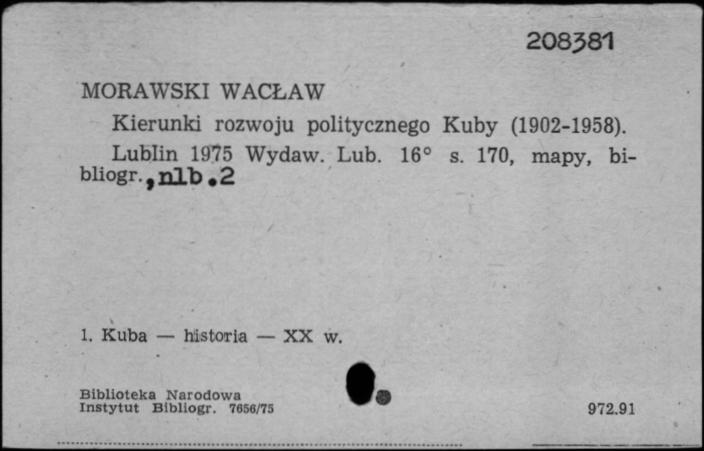 208381
MORAWSKI WACŁAW
Kierunki rozwoju politycznego Kuby (1902-1958).
Lublin 1975 Wydaw. Lub. 16° s. 170, mapy, bi-
bliogr., nlb.2
1. Kuba — historia — XX w.
Biblioteka Narodowa
Instytut Bibliogr. 7656/75
972.91